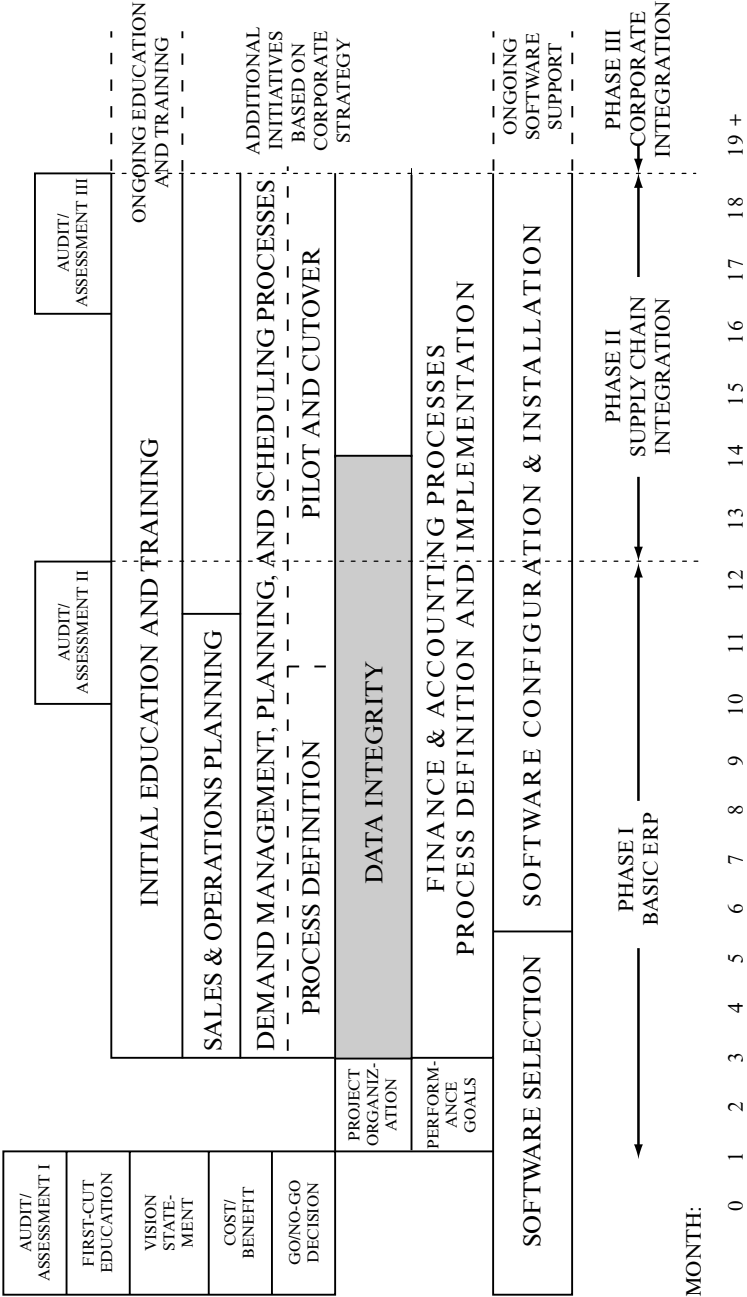 AUDIT/
ASSESSMENT I
FIRST-CUT
EDUCATION
VISION
STATE-
MENT
COST/
BENEFIT
GO/NO-GO
DECISION
AUDIT/
ASSESSMENT II
AUDIT/
ASSESSMENT III
INITIAL EDUCATION AND TRAINING
ONGOING EDUCATION
AND TRAINING
SALES & OPERATIONS PLANNING
DEMAND MANAGEMENT, PLANNING, AND SCHEDULING PROCESSES
PROCESS DEFINITION
PILOT AND CUTOVER
ADDITIONAL
INITIATIVES
BASED ON
CORPORATE
STRATEGY
PROJECT
ORGANIZ-
ATION
DATA INTEGRITY
PERFORM-
ANCE
GOALS
FINANCE & ACCOUNTING PROCESSES
PROCESS DEFINITION AND IMPLEMENTATION
SOFTWARE SELECTION
SOFTWARE CONFIGURATION & INSTALLATION
ONGOING
SOFTWARE
SUPPORT
PHASE I
BASIC ERP
PHASE II
SUPPLY CHAIN
INTEGRATION
PHASE III
CORPORATE
INTEGRATION
MONTH:
0 1 2 3 4 5 6 7 8 9 10 11 12 13 14 15 16 17 18 19 +